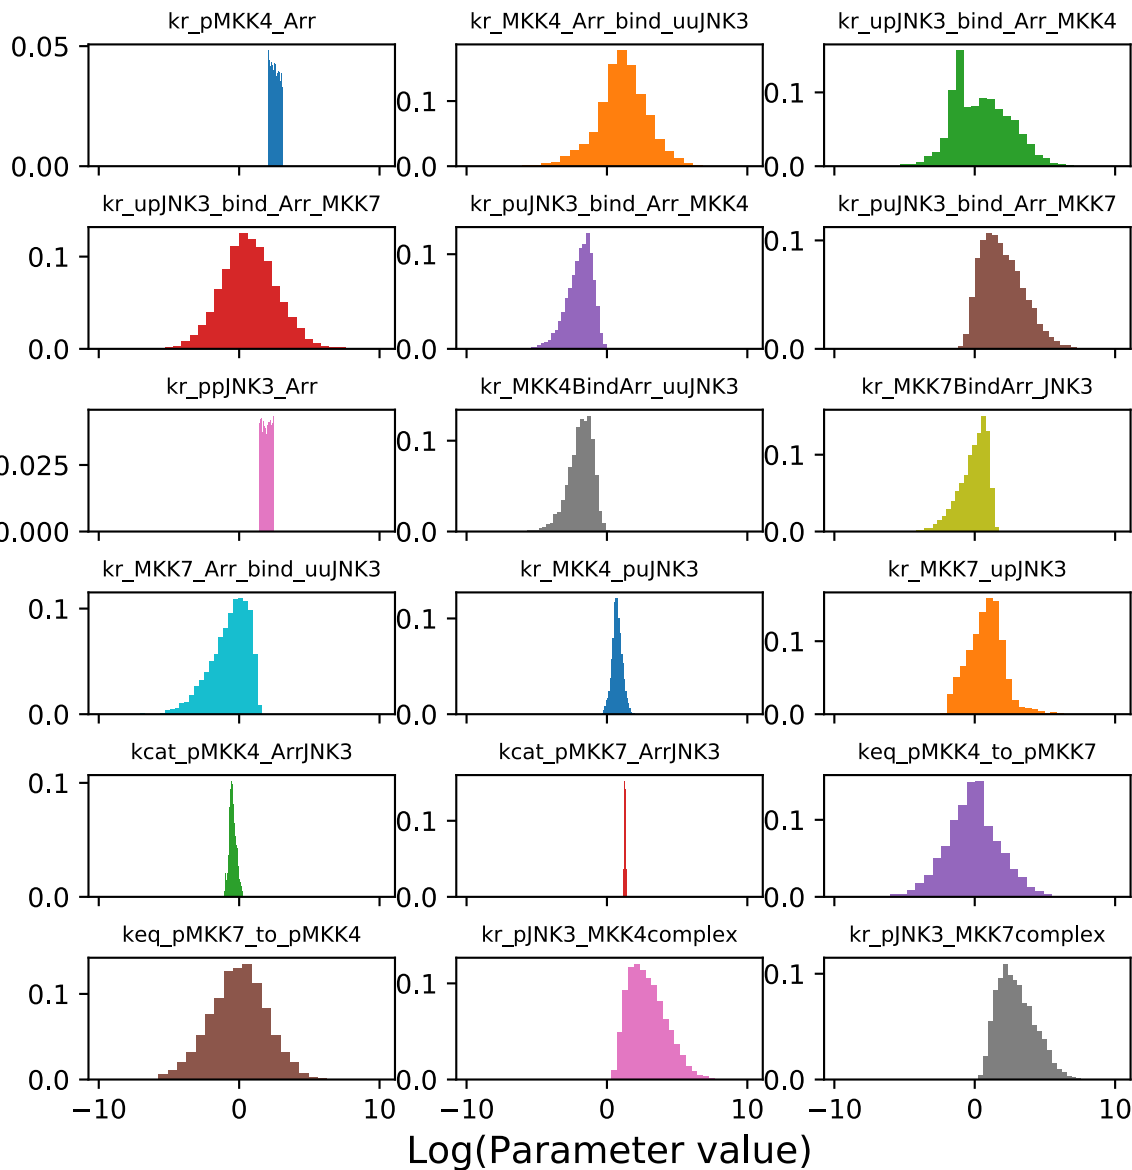 kr_pMKK4_Arr kr_MKK4_Arr_bind_uuJNK3 kr_upJNK3_bind_Arr_MKK4
0.05 0.1 0.1
0.00 0.0 0.0
kr_upJNK3_bind_Arr_MKK7 kr_puJNK3_bind_Arr_MKK4 kr_puJNK3_bind_Arr_MKK7
0.1 0.1 0.1
0.0 0.0 0.0
kr_ppJNK3_Arr kr_MKK4BindArr_uuJNK3 kr_MKK7BindArr_JNK3
0.025 0.1 0.1
0.000 0.0 0.0
kr_MKK7_Arr_bind_uuJNK3 kr_MKK4_puJNK3 kr_MKK7_upJNK3
0.1 0.1 0.1
0.0 0.0 0.0
kcat_pMKK4_ArrJNK3 kcat_pMKK7_ArrJNK3 keq_pMKK4_to_pMKK7
0.1 0.1 0.1
0.0 0.0 0.0
keq_pMKK7_to_pMKK4 kr_pJNK3_MKK4complex kr_pJNK3_MKK7complex
0.1 0.1 0.1
0.0 0.0 0.0
−10 0 10 −10 0 10 −10 0 10
Log(Parameter value)